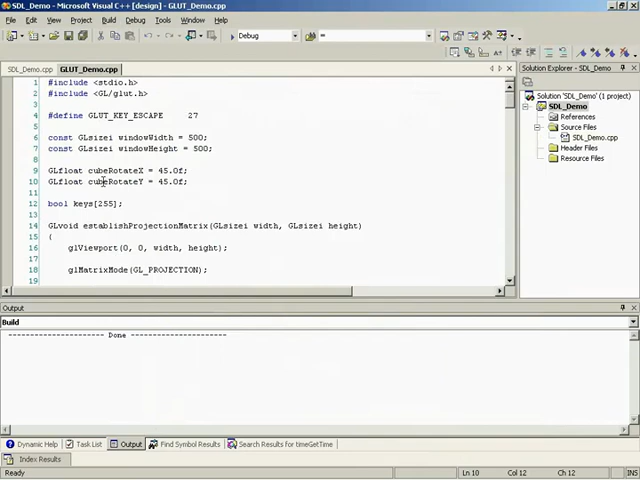 SDL_Demo - Microsoft Visual C++ [design] - GLUT_Demo.cpp
File Edit View Project Build Debug Tools Window Help
Debug
SDL_Demo.cpp GLUT_Demo.cpp
1 #include <stdio.h>
2 #include <GL/glut.h>
3
4 #define GLUT_KEY_ESCAPE 27
5
6 const GLsizei windowWidth = 500;
7 const GLsizei windowHeight = 500;
8
9 GLfloat cubeRotateX = 45.0f;
10 GLfloat cubeRotateY = 45.0f;
11
12 bool keys[255];
13
14 GLvoid establishProjectionMatrix(GLsizei width, GLsizei height)
15 {
16 glViewport(0, 0, width, height);
17
18 glMatrixMode(GL_PROJECTION);
19
Solution Explorer - SDL_Demo
Solution 'SDL_Demo' (1 project)
SDL_Demo
References
Source Files
SDL_Demo.cpp
Header Files
Resource Files
Output
Build
--------------------- Done ---------------------
Dynamic Help Task List Output Find Symbol Results Search Results for timeGetTime
Index Results
Ready Ln 10 Col 12 Ch 12 INS